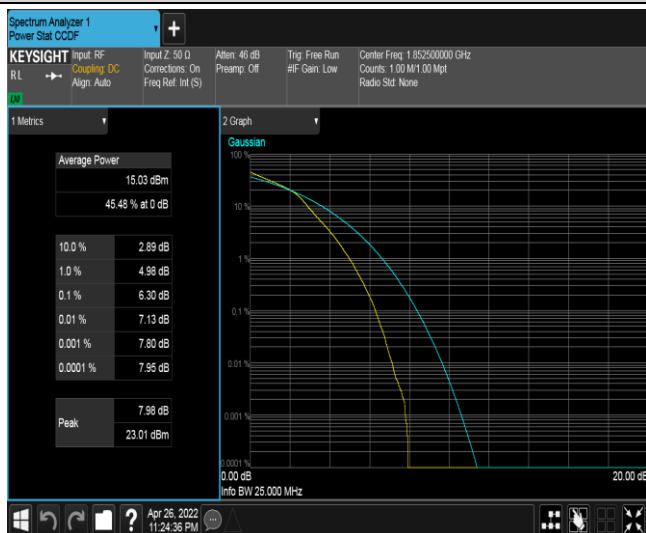 Spectrum Analyzer 1
Power Stat CCDF
+
KEYSIGHT
RL
Input: RF
Coupling: DC
Align: Auto
Input Z: 50 Ω
Corrections: On
Freq Ref: Int (S)
Atten: 46 dB
Preamp: Off
Trig: Free Run
#IF Gain: Low
Center Freq: 1.852500000 GHz
Counts: 1.00 M/1.00 Mpt
Radio Std: None
1 Metrics
Average Power
15.03 dBm
45.48 % at 0 dB
10.0 % 2.89 dB
1.0 % 4.98 dB
0.1 % 6.30 dB
0.01 % 7.13 dB
0.001 % 7.80 dB
0.0001 % 7.95 dB
Peak
7.98 dB
23.01 dBm
2 Graph
Gaussian
100 %
10 %
1 %
0.1 %
0.01 %
0.001 %
0.0001 %
0.00 dB
20.00 dB
Info BW 25.000 MHz
?
Apr 26, 2022
11:24:36 PM